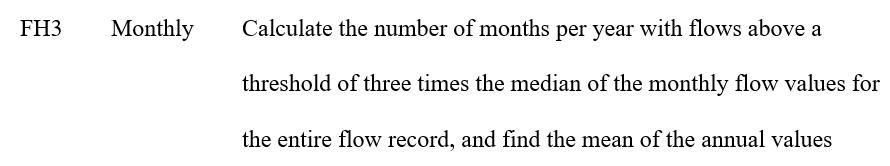 FH3 Monthly Calculate the number of months per year with flows above a
threshold of three times the median of the monthly flow values for
the entire flow record, and find the mean of the annual values